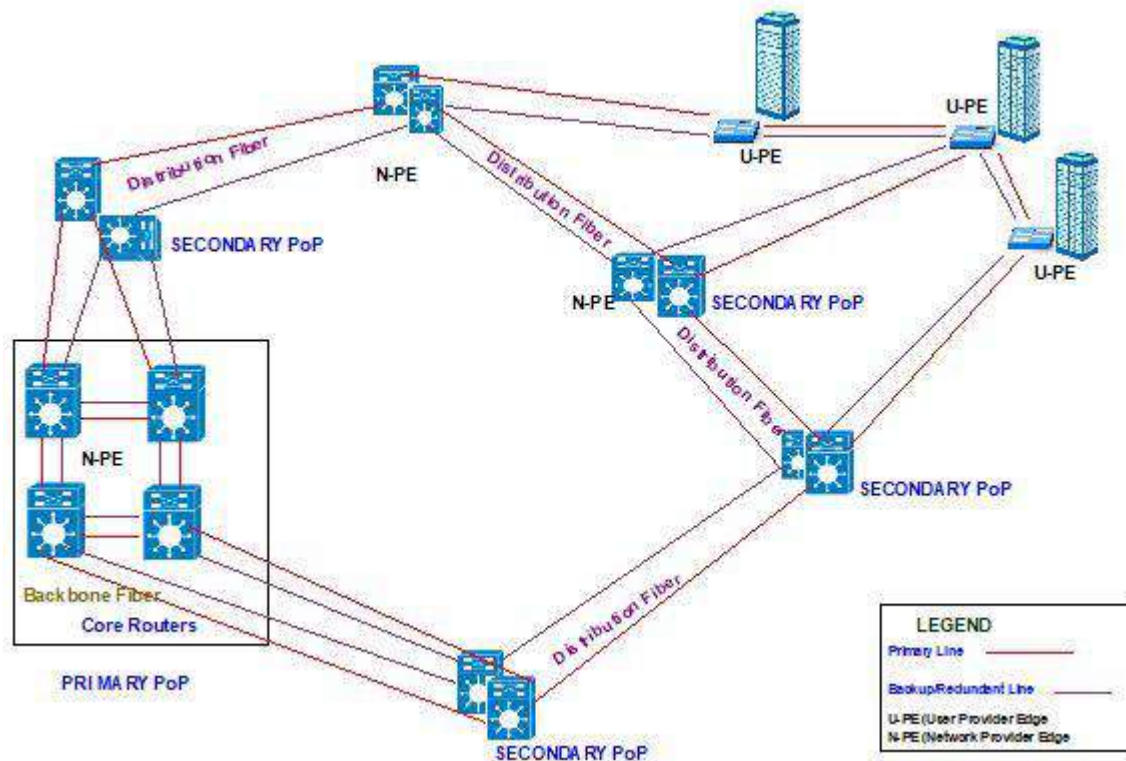 U-PE
U-PE
N-PE
Distribution Fiber
SECONDARY PoP
Distribution Fiber
U-PE
N-PE
SECONDARY PoP
Distribution Fiber
N-PE
SECONDARY PoP
Backbone Fiber
Core Routers
PRIMARY PoP
Distribution Fiber
SECONDARY PoP
LEGEND
Primary Line
Backup/Redundant Line
U-PE(User Provider Edge
N-PE(Network Provider Edge